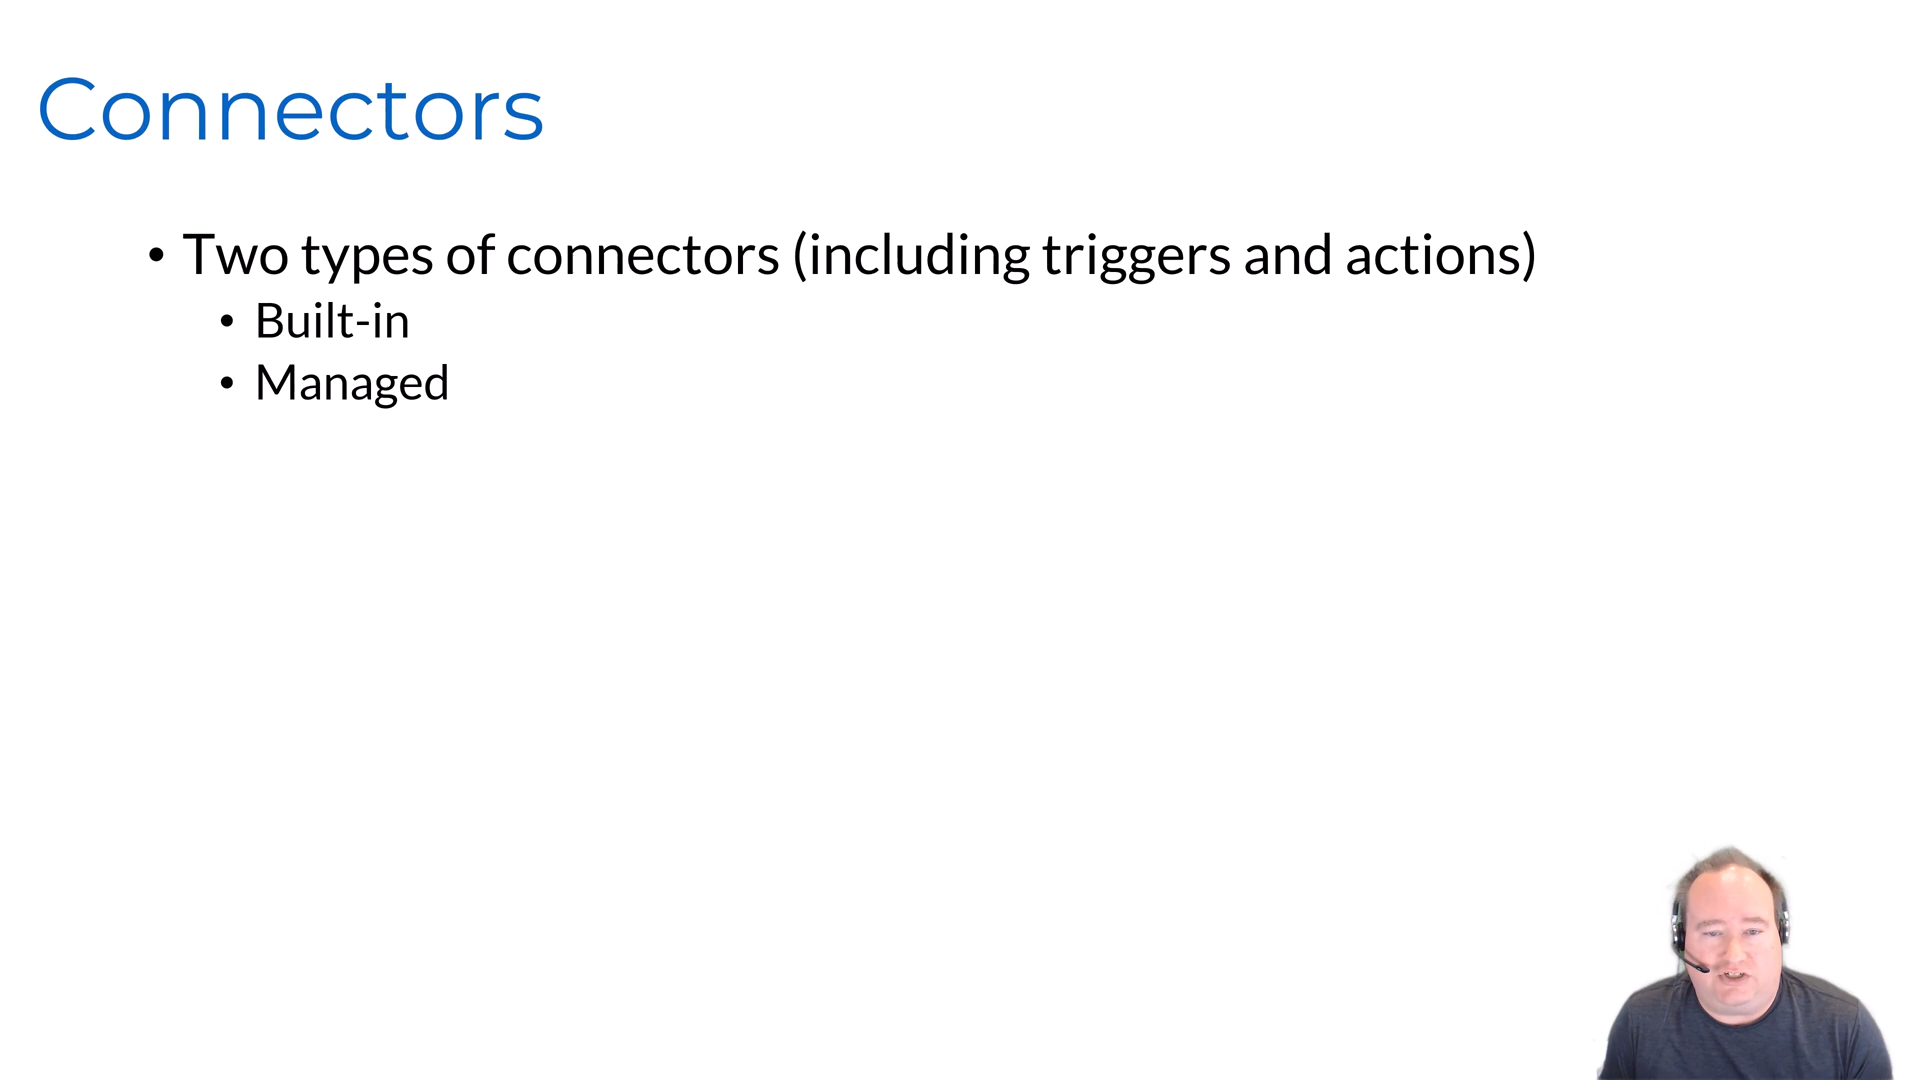 Connectors
• Two types of connectors (including triggers and actions)
• Built-in
• Managed